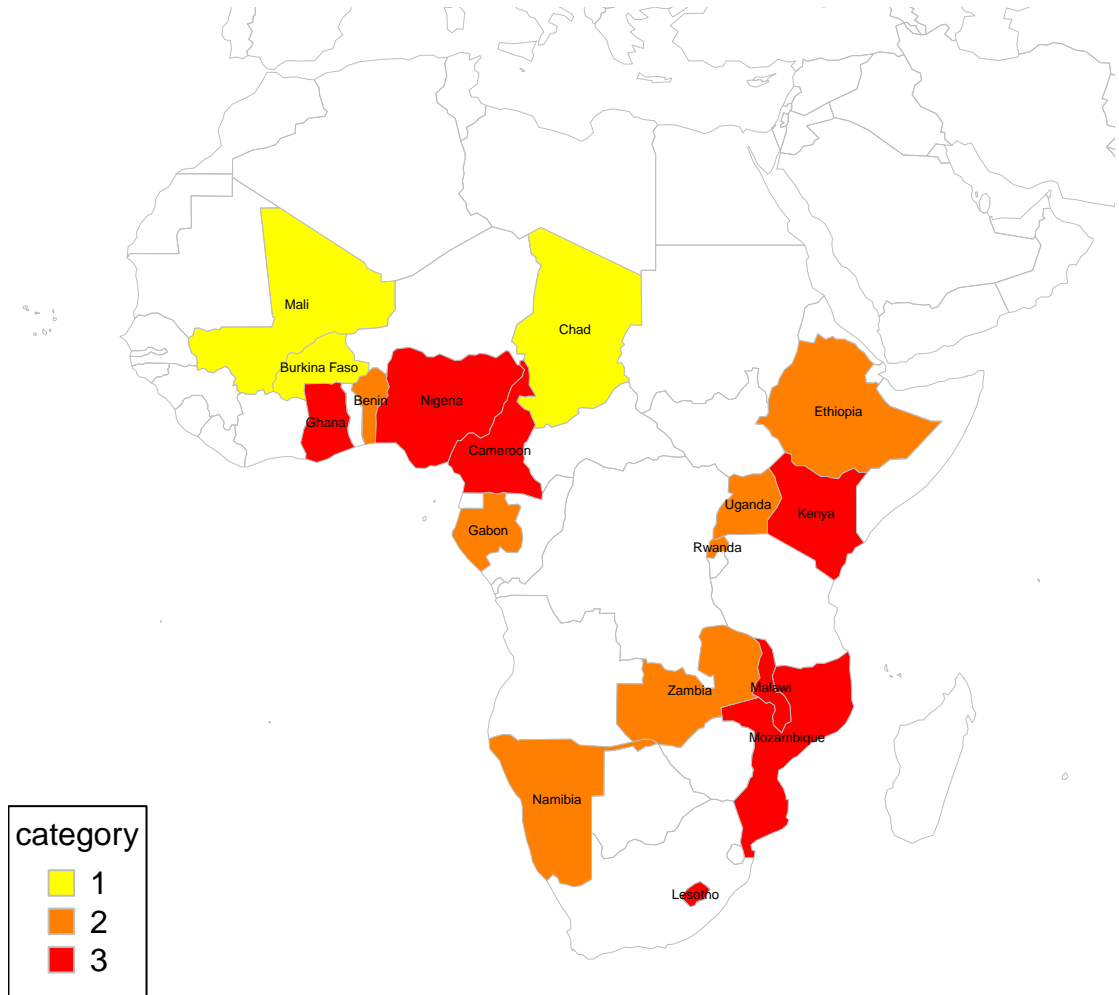 Mali
Chad
Burkina Faso
Benin
Nigeria
Ghana
Ethiopia
Cameroon
Uganda
Kenya
Gabon
Rwanda
Malawi
Zambia
Mozambique
Namibia
Lesotho
category
1
2
3